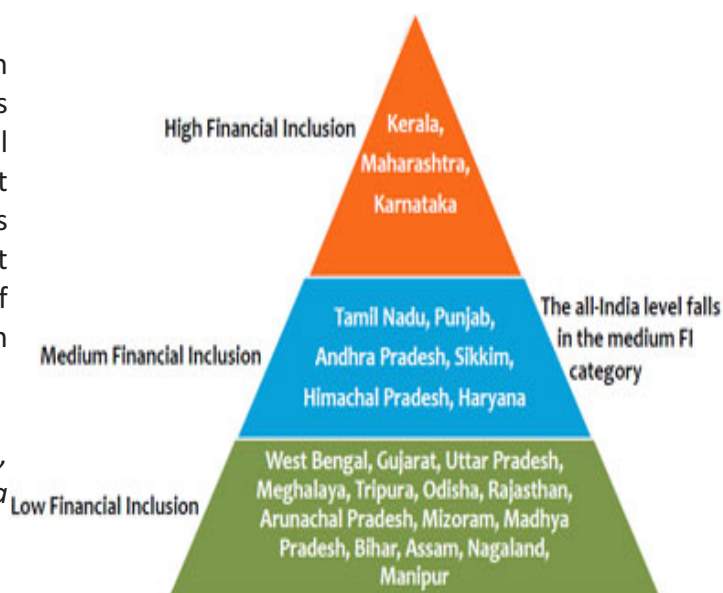 High Financial Inclusion
Kerala,
Maharashtra,
Karnataka
Medium Financial Inclusion
Tamil Nadu, Punjab,
Andhra Pradesh, Sikkim,
Himachal Pradesh, Haryana
The all-India level falls
in the medium FI
category
Low Financial Inclusion
West Bengal, Gujarat, Uttar Pradesh,
Meghalaya, Tripura, Odisha, Rajasthan,
Arunachal Pradesh, Mizoram, Madhya
Pradesh, Bihar, Assam, Nagaland,
Manipur